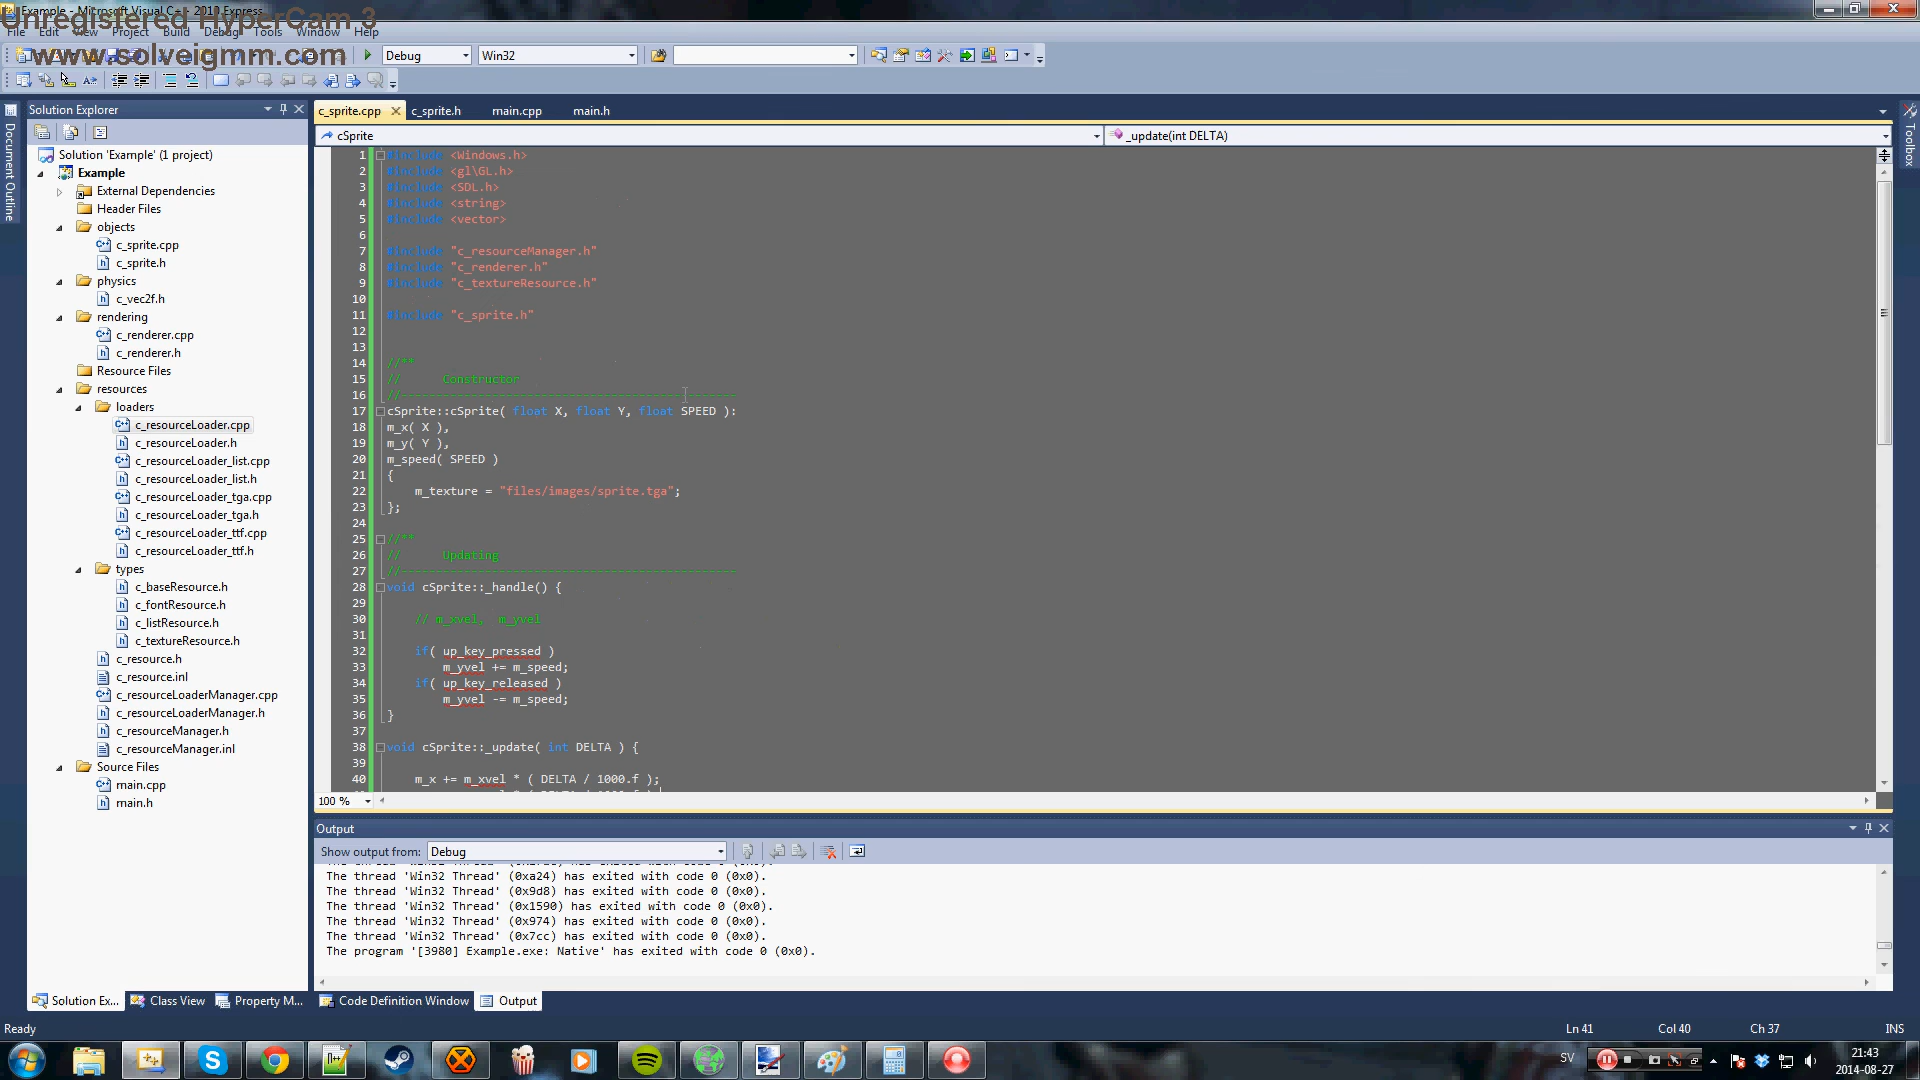 Example - Microsoft Visual C++ 2010 Express
Unregistered HyperCam 3
File Edit View Project Build Debug Tools Window Help
www.solveigmm.com
Debug
Win32
Solution Explorer
c_sprite.cpp
c_sprite.h
main.cpp
main.h
cSprite
_update(int DELTA)
Document Outline
Toolbox
Solution 'Example' (1 project)
Example
External Dependencies
Header Files
objects
c_sprite.cpp
c_sprite.h
physics
c_vec2f.h
rendering
c_renderer.cpp
c_renderer.h
Resource Files
resources
loaders
c_resourceLoader.cpp
c_resourceLoader.h
c_resourceLoader_list.cpp
c_resourceLoader_list.h
c_resourceLoader_tga.cpp
c_resourceLoader_tga.h
c_resourceLoader_ttf.cpp
c_resourceLoader_ttf.h
types
c_baseResource.h
c_fontResource.h
c_listResource.h
c_textureResource.h
c_resource.h
c_resource.inl
c_resourceLoaderManager.cpp
c_resourceLoaderManager.h
c_resourceManager.h
c_resourceManager.inl
Source Files
main.cpp
main.h
1 #include <Windows.h>
2 #include <gl\GL.h>
3 #include <SDL.h>
4 #include <string>
5 #include <vector>
6
7 #include "c_resourceManager.h"
8 #include "c_renderer.h"
9 #include "c_textureResource.h"
10
11 #include "c_sprite.h"
12
13
14 //**
15 // Constructor
16 //------------------------------------------------
17 cSprite::cSprite( float X, float Y, float SPEED ):
18 m_x( X ),
19 m_y( Y ),
20 m_speed( SPEED )
21 {
22 m_texture = "files/images/sprite.tga";
23 };
24
25 //**
26 // Updating
27 //------------------------------------------------
28 void cSprite::_handle() {
29
30 // m_xvel, m_yvel
31
32 if( up_key_pressed )
33 m_yvel += m_speed;
34 if( up_key_released )
35 m_yvel -= m_speed;
36 }
37
38 void cSprite::_update( int DELTA ) {
39
40 m_x += m_xvel * ( DELTA / 1000.f );
100 %
Output
Show output from: Debug
The thread 'Win32 Thread' (0xa24) has exited with code 0 (0x0).
The thread 'Win32 Thread' (0x9d8) has exited with code 0 (0x0).
The thread 'Win32 Thread' (0x1590) has exited with code 0 (0x0).
The thread 'Win32 Thread' (0x974) has exited with code 0 (0x0).
The thread 'Win32 Thread' (0x7cc) has exited with code 0 (0x0).
The program '[3980] Example.exe: Native' has exited with code 0 (0x0).
Solution Ex... Class View Property M... Code Definition Window Output
Ready Ln 41 Col 40 Ch 37 INS
SV
21:43
2014-08-27